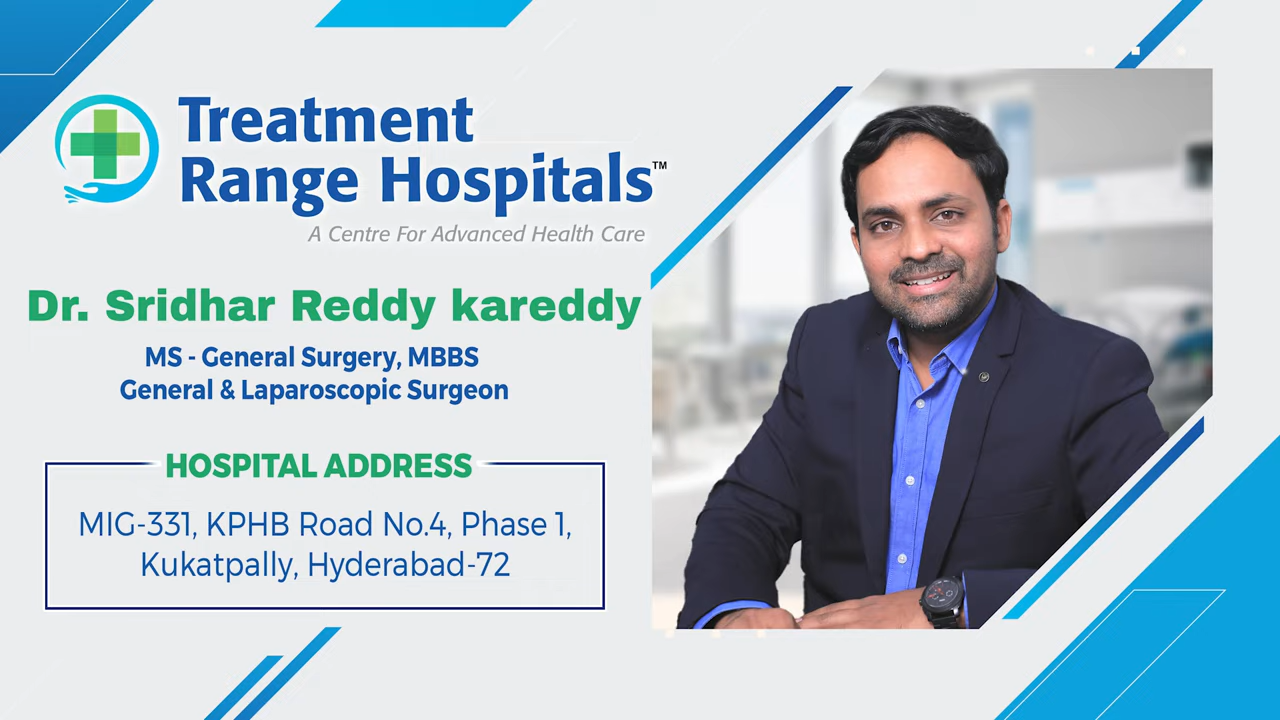 Treatment
Range Hospitals™
A Centre For Advanced Health Care
Dr. Sridhar Reddy kareddy
MS - General Surgery, MBBS
General & Laparoscopic Surgeon
HOSPITAL ADDRESS
MIG-331, KPHB Road No.4, Phase 1,
Kukatpally, Hyderabad-72